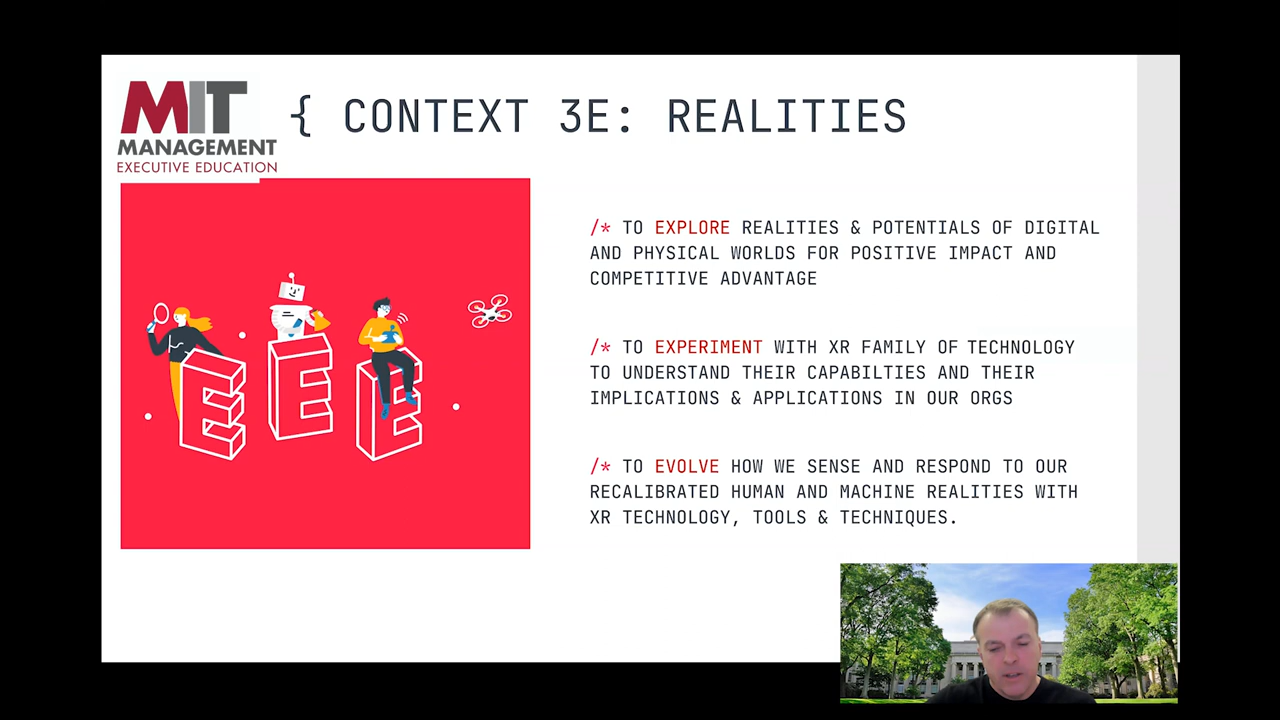 MIT
MANAGEMENT
EXECUTIVE EDUCATION
{ CONTEXT 3E: REALITIES
EEE
/* TO EXPLORE REALITIES & POTENTIALS OF DIGITAL
AND PHYSICAL WORLDS FOR POSITIVE IMPACT AND
COMPETITIVE ADVANTAGE
/* TO EXPERIMENT WITH XR FAMILY OF TECHNOLOGY
TO UNDERSTAND THEIR CAPABILTIES AND THEIR
IMPLICATIONS & APPLICATIONS IN OUR ORGS
/* TO EVOLVE HOW WE SENSE AND RESPOND TO OUR
RECALIBRATED HUMAN AND MACHINE REALITIES WITH
XR TECHNOLOGY, TOOLS & TECHNIQUES.